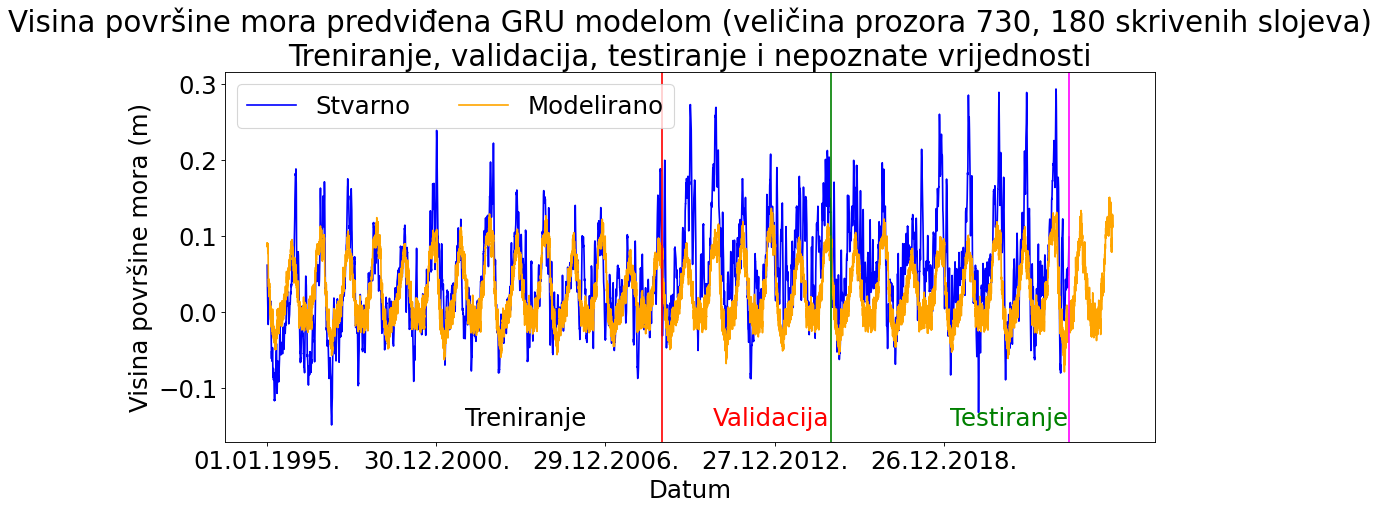 Visina površine mora predviđena GRU modelom (veličina prozora 730, 180 skrivenih slojeva)
Treniranje, validacija, testiranje i nepoznate vrijednosti
Stvarno Modelirano
Visina površine mora (m)
0.3
0.2
0.1
0.0
−0.1
Treniranje Validacija Testiranje
01.01.1995. 30.12.2000. 29.12.2006. 27.12.2012. 26.12.2018.
Datum